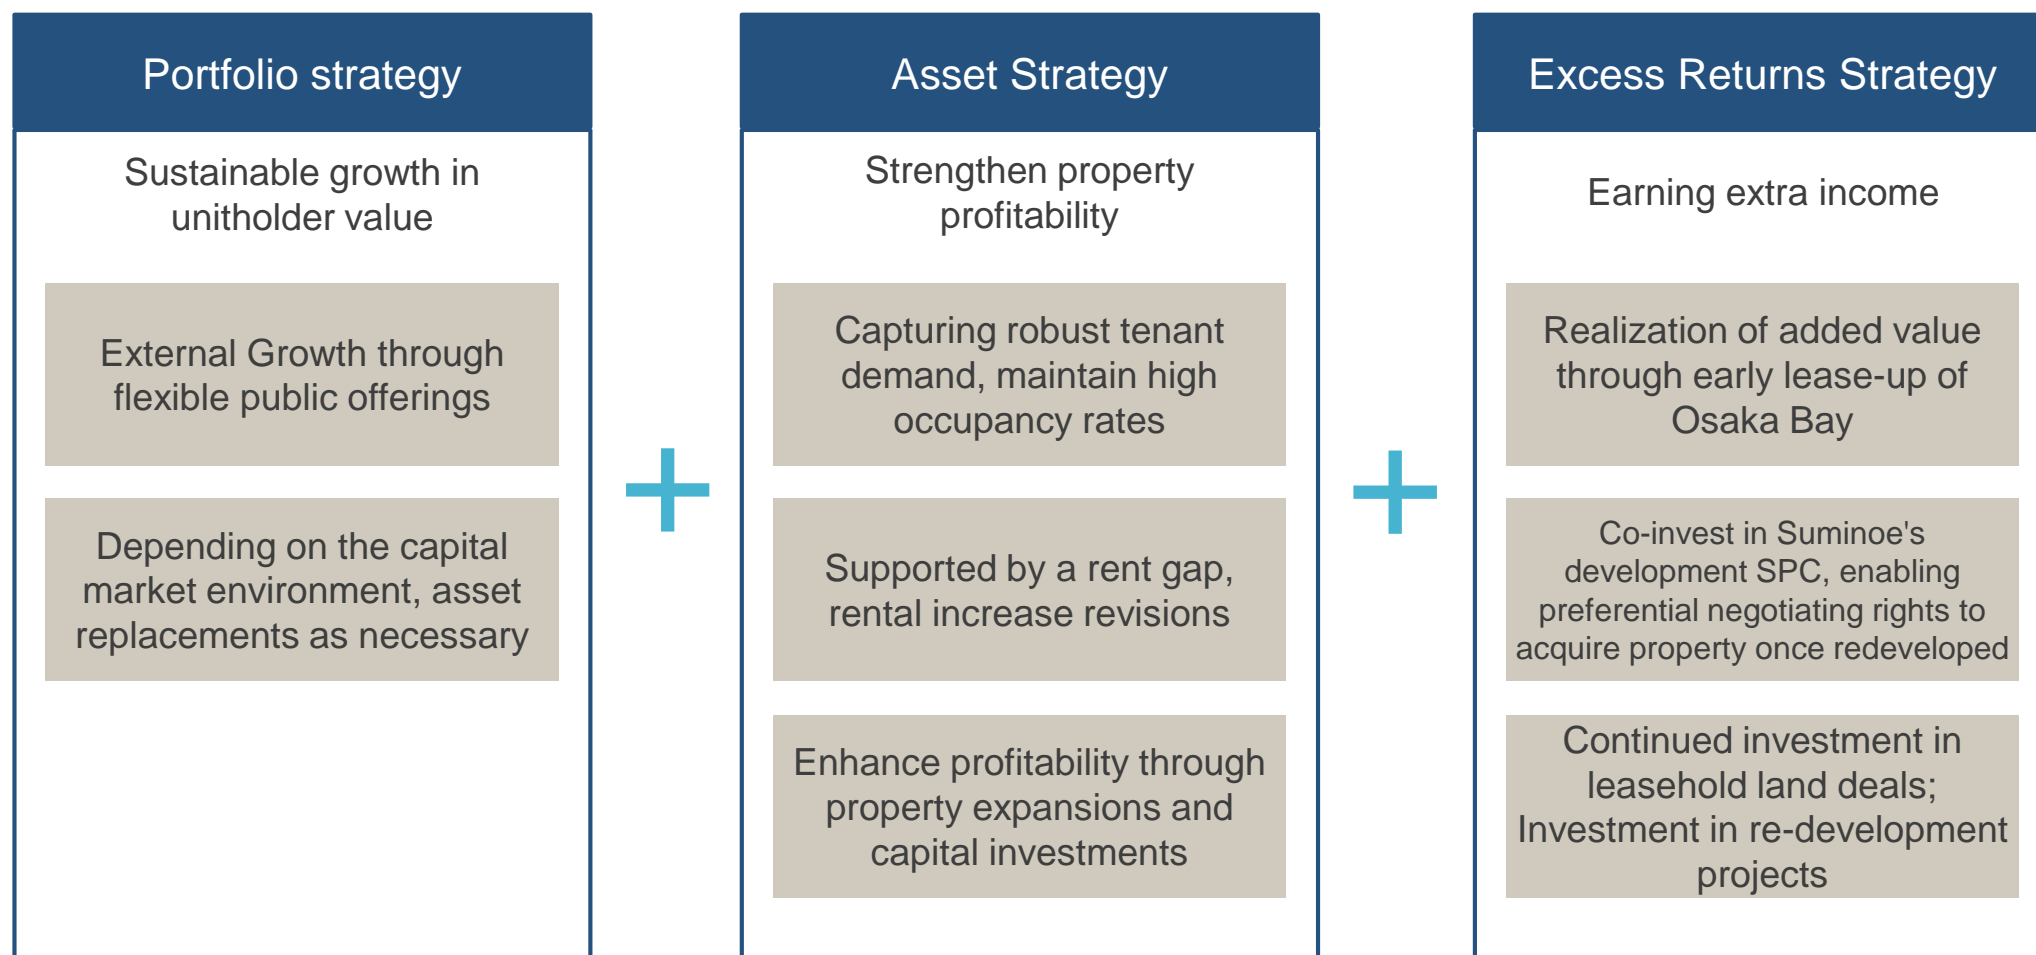 Portfolio strategy
Sustainable growth in
unitholder value
External Growth through
flexible public offerings
Depending on the capital
market environment, asset
replacements as necessary
Asset Strategy
Strengthen property
profitability
Capturing robust tenant
demand, maintain high
occupancy rates
Supported by a rent gap,
rental increase revisions
Enhance profitability through
property expansions and
capital investments
Excess Returns Strategy
Earning extra income
Realization of added value
through early lease-up of
Osaka Bay
Co-invest in Suminoe's
development SPC, enabling
preferential negotiating rights to
acquire property once redeveloped
Continued investment in
leasehold land deals;
Investment in re-development
projects